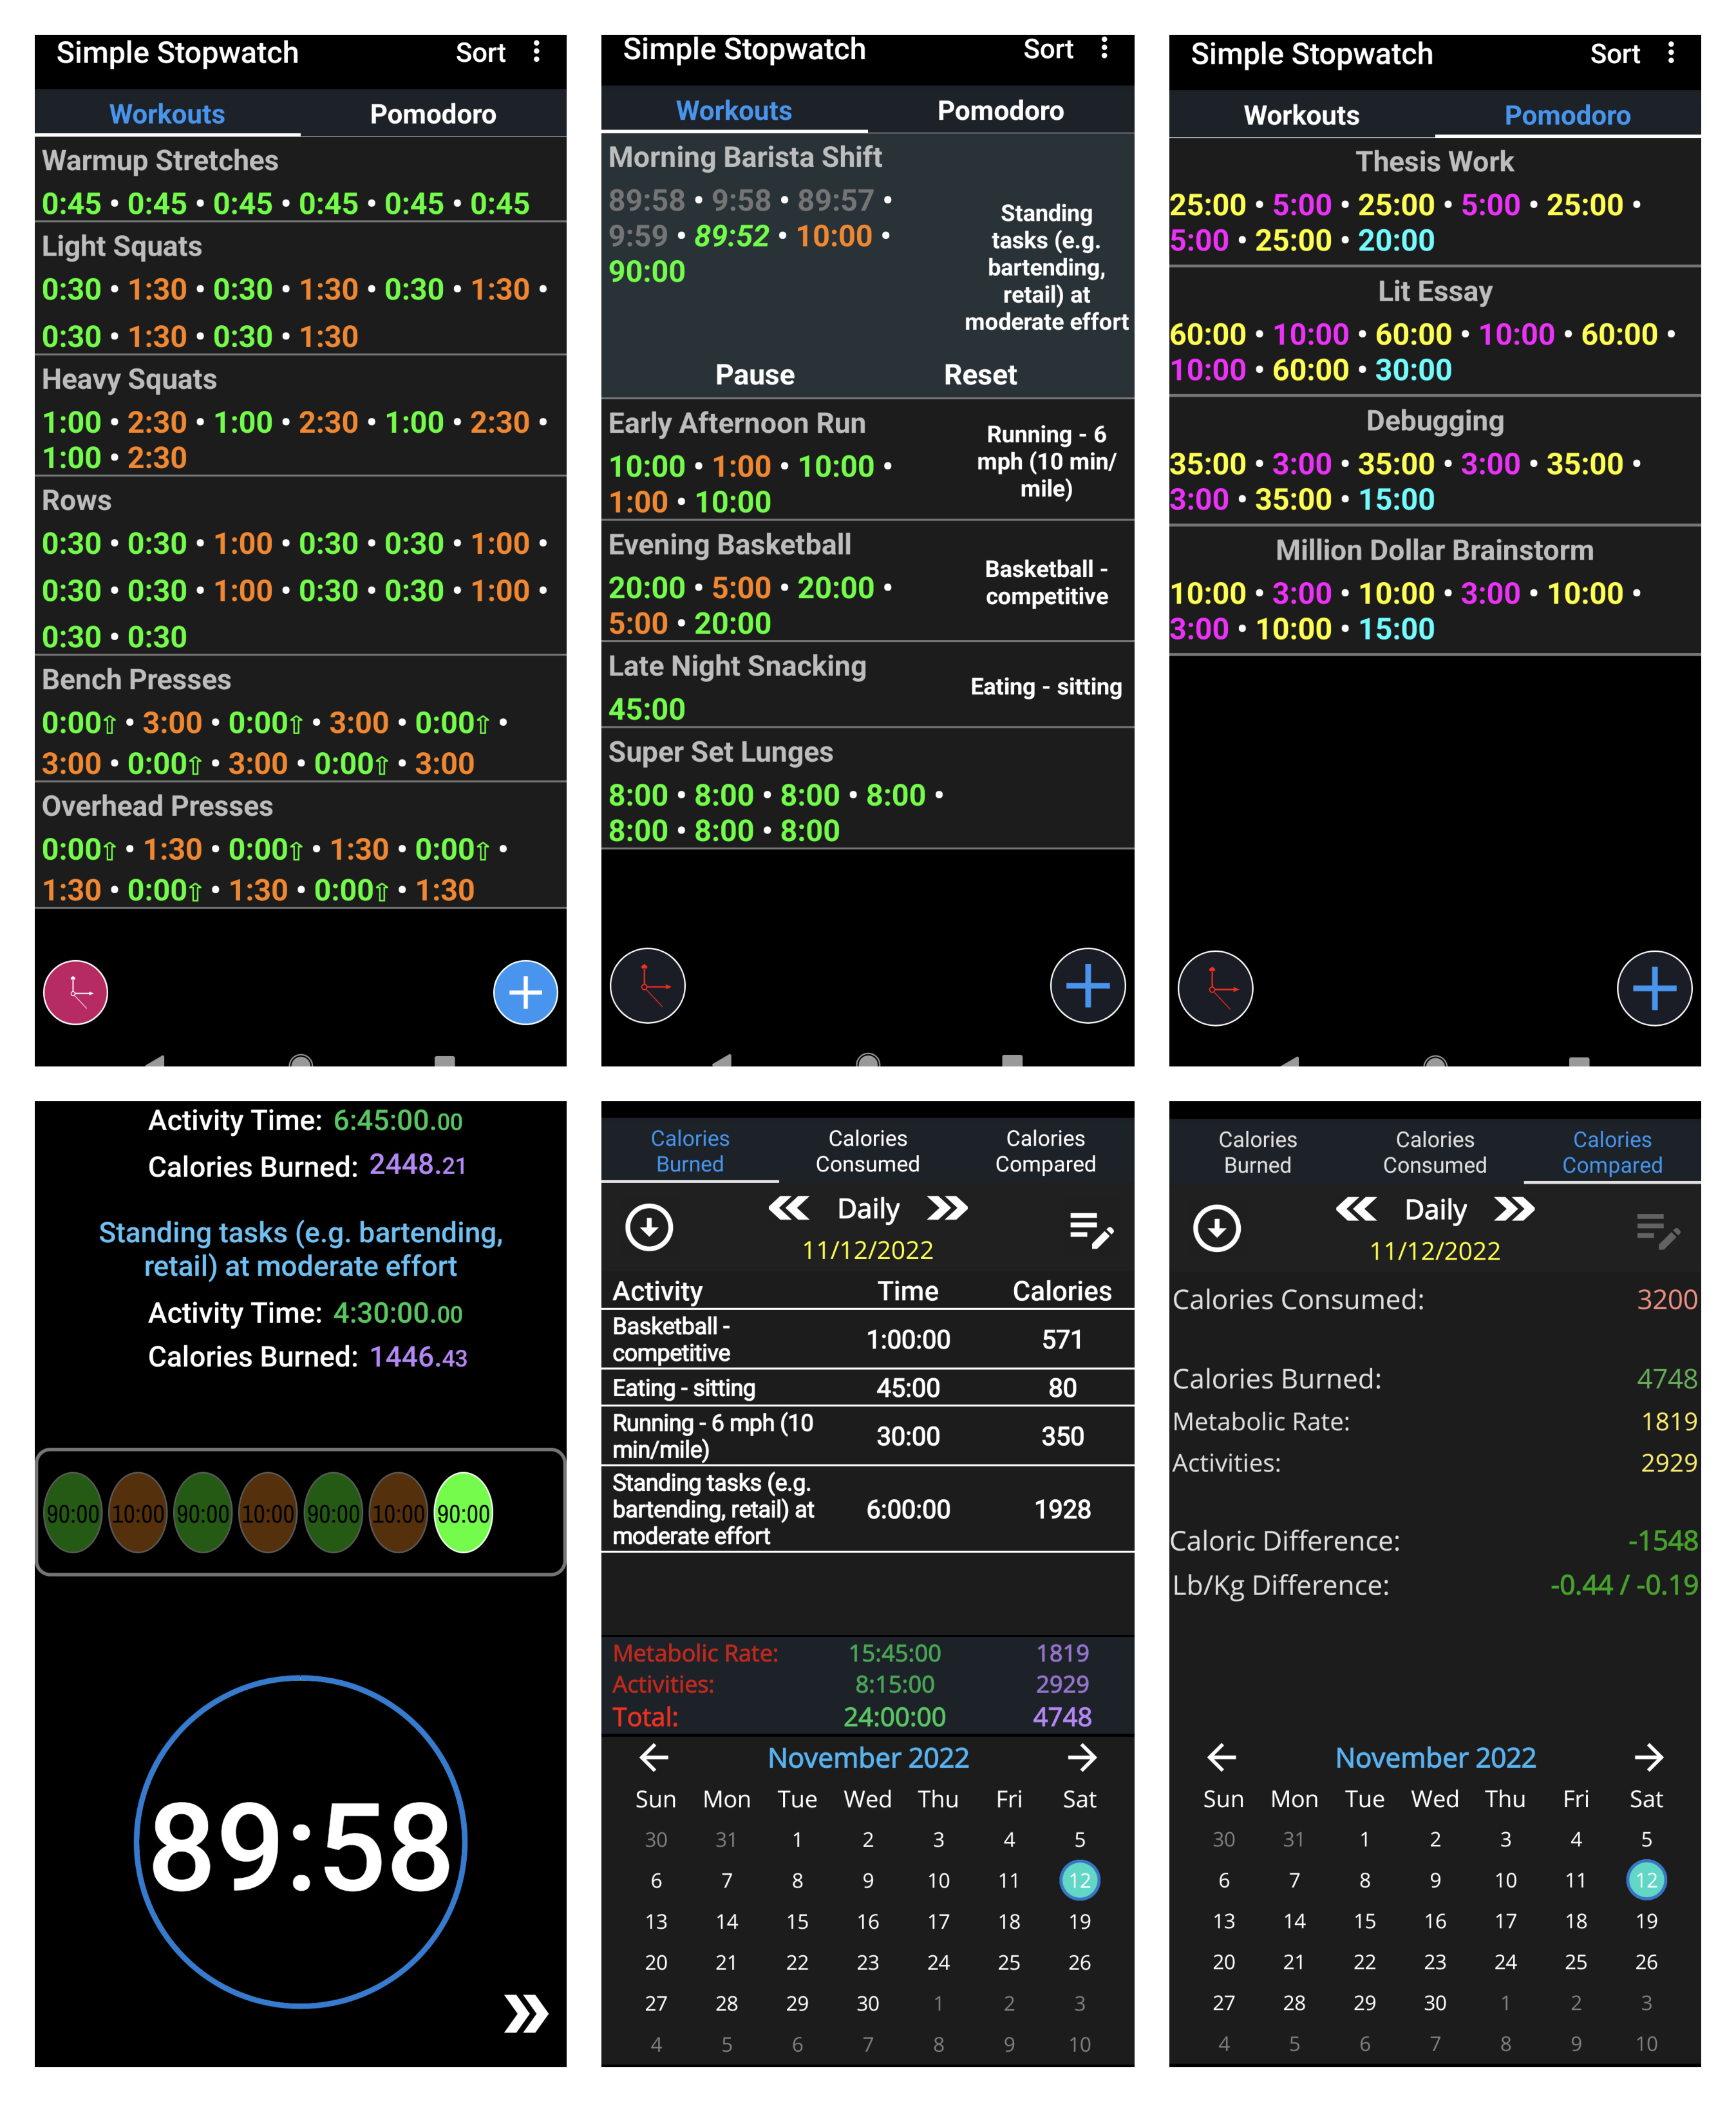 Simple Stopwatch Sort
Workouts Pomodoro
Warmup Stretches
0:45 • 0:45 • 0:45 • 0:45 • 0:45 • 0:45
Light Squats
0:30 • 1:30 • 0:30 • 1:30 • 0:30 • 1:30 •
0:30 • 1:30 • 0:30 • 1:30
Heavy Squats
1:00 • 2:30 • 1:00 • 2:30 • 1:00 • 2:30 •
1:00 • 2:30
Rows
0:30 • 0:30 • 1:00 • 0:30 • 0:30 • 1:00 •
0:30 • 0:30 • 1:00 • 0:30 • 0:30 • 1:00 •
0:30 • 0:30
Bench Presses
0:00⇧ • 3:00 • 0:00⇧ • 3:00 • 0:00⇧ •
3:00 • 0:00⇧ • 3:00 • 0:00⇧ • 3:00
Overhead Presses
0:00⇧ • 1:30 • 0:00⇧ • 1:30 • 0:00⇧ •
1:30 • 0:00⇧ • 1:30 • 0:00⇧ • 1:30
Simple Stopwatch Sort
Workouts Pomodoro
Morning Barista Shift
89:58 • 9:58 • 89:57 •
9:59 • 89:52 • 10:00 •
90:00
Standing
tasks (e.g.
bartending,
retail) at
moderate effort
Pause Reset
Early Afternoon Run
10:00 • 1:00 • 10:00 •
1:00 • 10:00
Running - 6
mph (10 min/
mile)
Evening Basketball
20:00 • 5:00 • 20:00 •
5:00 • 20:00
Basketball -
competitive
Late Night Snacking
45:00
Eating - sitting
Super Set Lunges
8:00 • 8:00 • 8:00 • 8:00 •
8:00 • 8:00 • 8:00
Simple Stopwatch Sort
Workouts Pomodoro
Thesis Work
25:00 • 5:00 • 25:00 • 5:00 • 25:00 •
5:00 • 25:00 • 20:00
Lit Essay
60:00 • 10:00 • 60:00 • 10:00 • 60:00 •
10:00 • 60:00 • 30:00
Debugging
35:00 • 3:00 • 35:00 • 3:00 • 35:00 •
3:00 • 35:00 • 15:00
Million Dollar Brainstorm
10:00 • 3:00 • 10:00 • 3:00 • 10:00 •
3:00 • 10:00 • 15:00
Activity Time: 6:45:00.00
Calories Burned: 2448.21
Standing tasks (e.g. bartending,
retail) at moderate effort
Activity Time: 4:30:00.00
Calories Burned: 1446.43
90:00 10:00 90:00 10:00 90:00 10:00 90:00
89:58
Calories Burned Calories Consumed Calories Compared
Daily
11/12/2022
Activity Time Calories
Basketball -
competitive 1:00:00 571
Eating - sitting 45:00 80
Running - 6 mph (10
min/mile) 30:00 350
Standing tasks (e.g.
bartending, retail) at 6:00:00 1928
moderate effort
Metabolic Rate: 15:45:00 1819
Activities: 8:15:00 2929
Total: 24:00:00 4748
November 2022
Sun Mon Tue Wed Thu Fri Sat
30 31 1 2 3 4 5
6 7 8 9 10 11 12
13 14 15 16 17 18 19
20 21 22 23 24 25 26
27 28 29 30 1 2 3
4 5 6 7 8 9 10
Calories Burned Calories Consumed Calories Compared
Daily
11/12/2022
Calories Consumed: 3200
Calories Burned: 4748
Metabolic Rate: 1819
Activities: 2929
Caloric Difference: -1548
Lb/Kg Difference: -0.44 / -0.19
November 2022
Sun Mon Tue Wed Thu Fri Sat
30 31 1 2 3 4 5
6 7 8 9 10 11 12
13 14 15 16 17 18 19
20 21 22 23 24 25 26
27 28 29 30 1 2 3
4 5 6 7 8 9 10